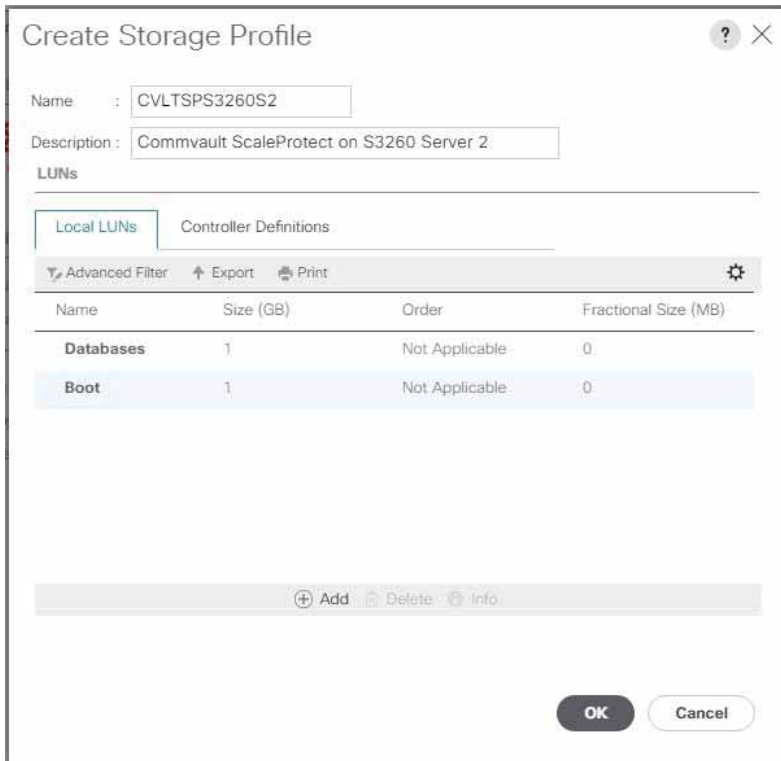 Create Storage Profile ?
Name : CVLTSPS3260S2
Description : Commvault ScaleProtect on S3260 Server 2
LUNs
Local LUNs Controller Definitions
Advanced Filter Export Print
Name Size (GB) Order Fractional Size (MB)
Databases 1 Not Applicable 0
Boot 1 Not Applicable 0
Add Delete Info
OK Cancel